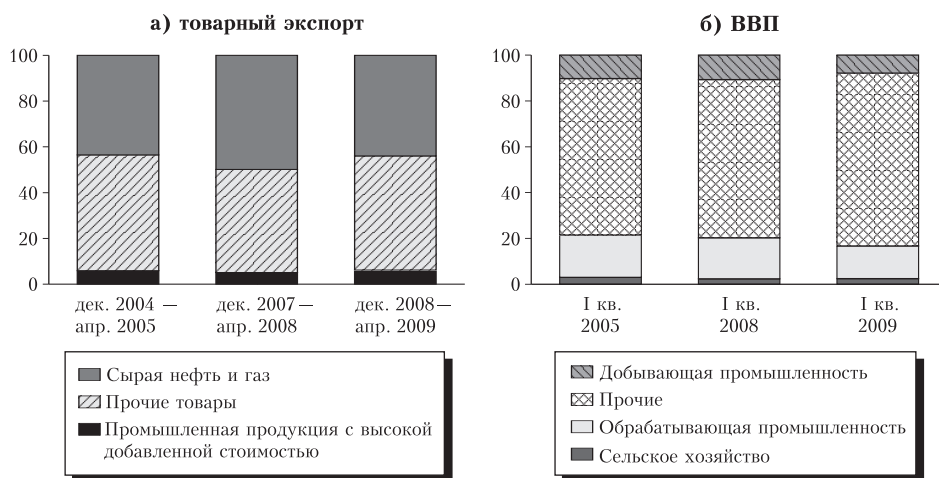 а) товарный экспорт
100
80
60
40
20
0
дек. 2004 —
апр. 2005
дек. 2007 —
апр. 2008
дек. 2008 —
апр. 2009
Сырая нефть и газ
Прочие товары
Промышленная продукция с высокой
добавленной стоимостью
б) ВВП
100
80
60
40
20
0
I кв.
2005
I кв.
2008
I кв.
2009
Добывающая промышленность
Прочие
Обрабатывающая промышленность
Сельское хозяйство